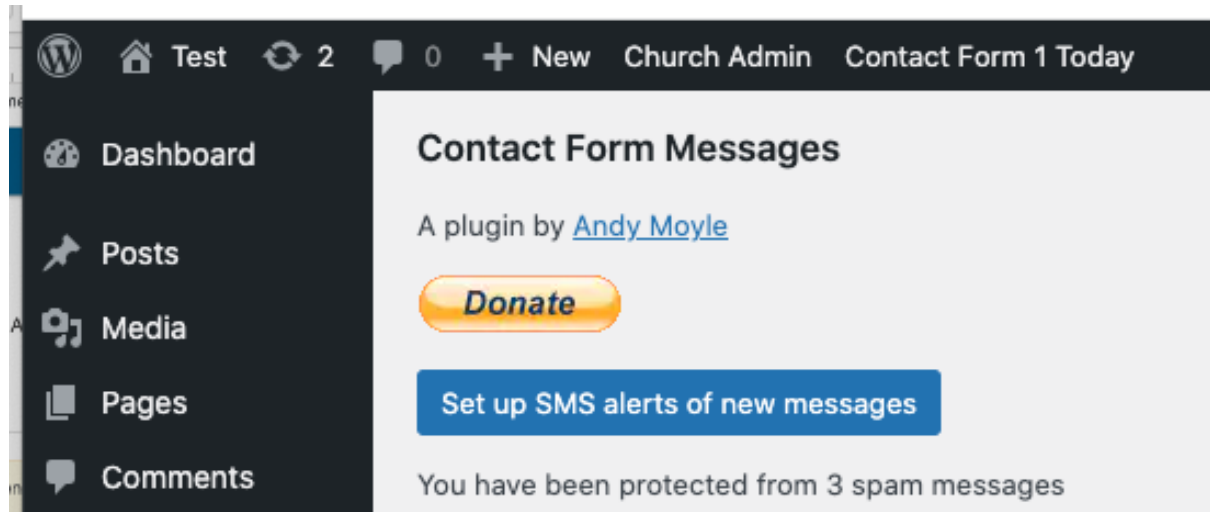 Test 2 0 New Church Admin Contact Form 1 Today
Dashboard
Posts
Media
Pages
Comments
Contact Form Messages
A plugin by Andy Moyle
Donate
Set up SMS alerts of new messages
You have been protected from 3 spam messages